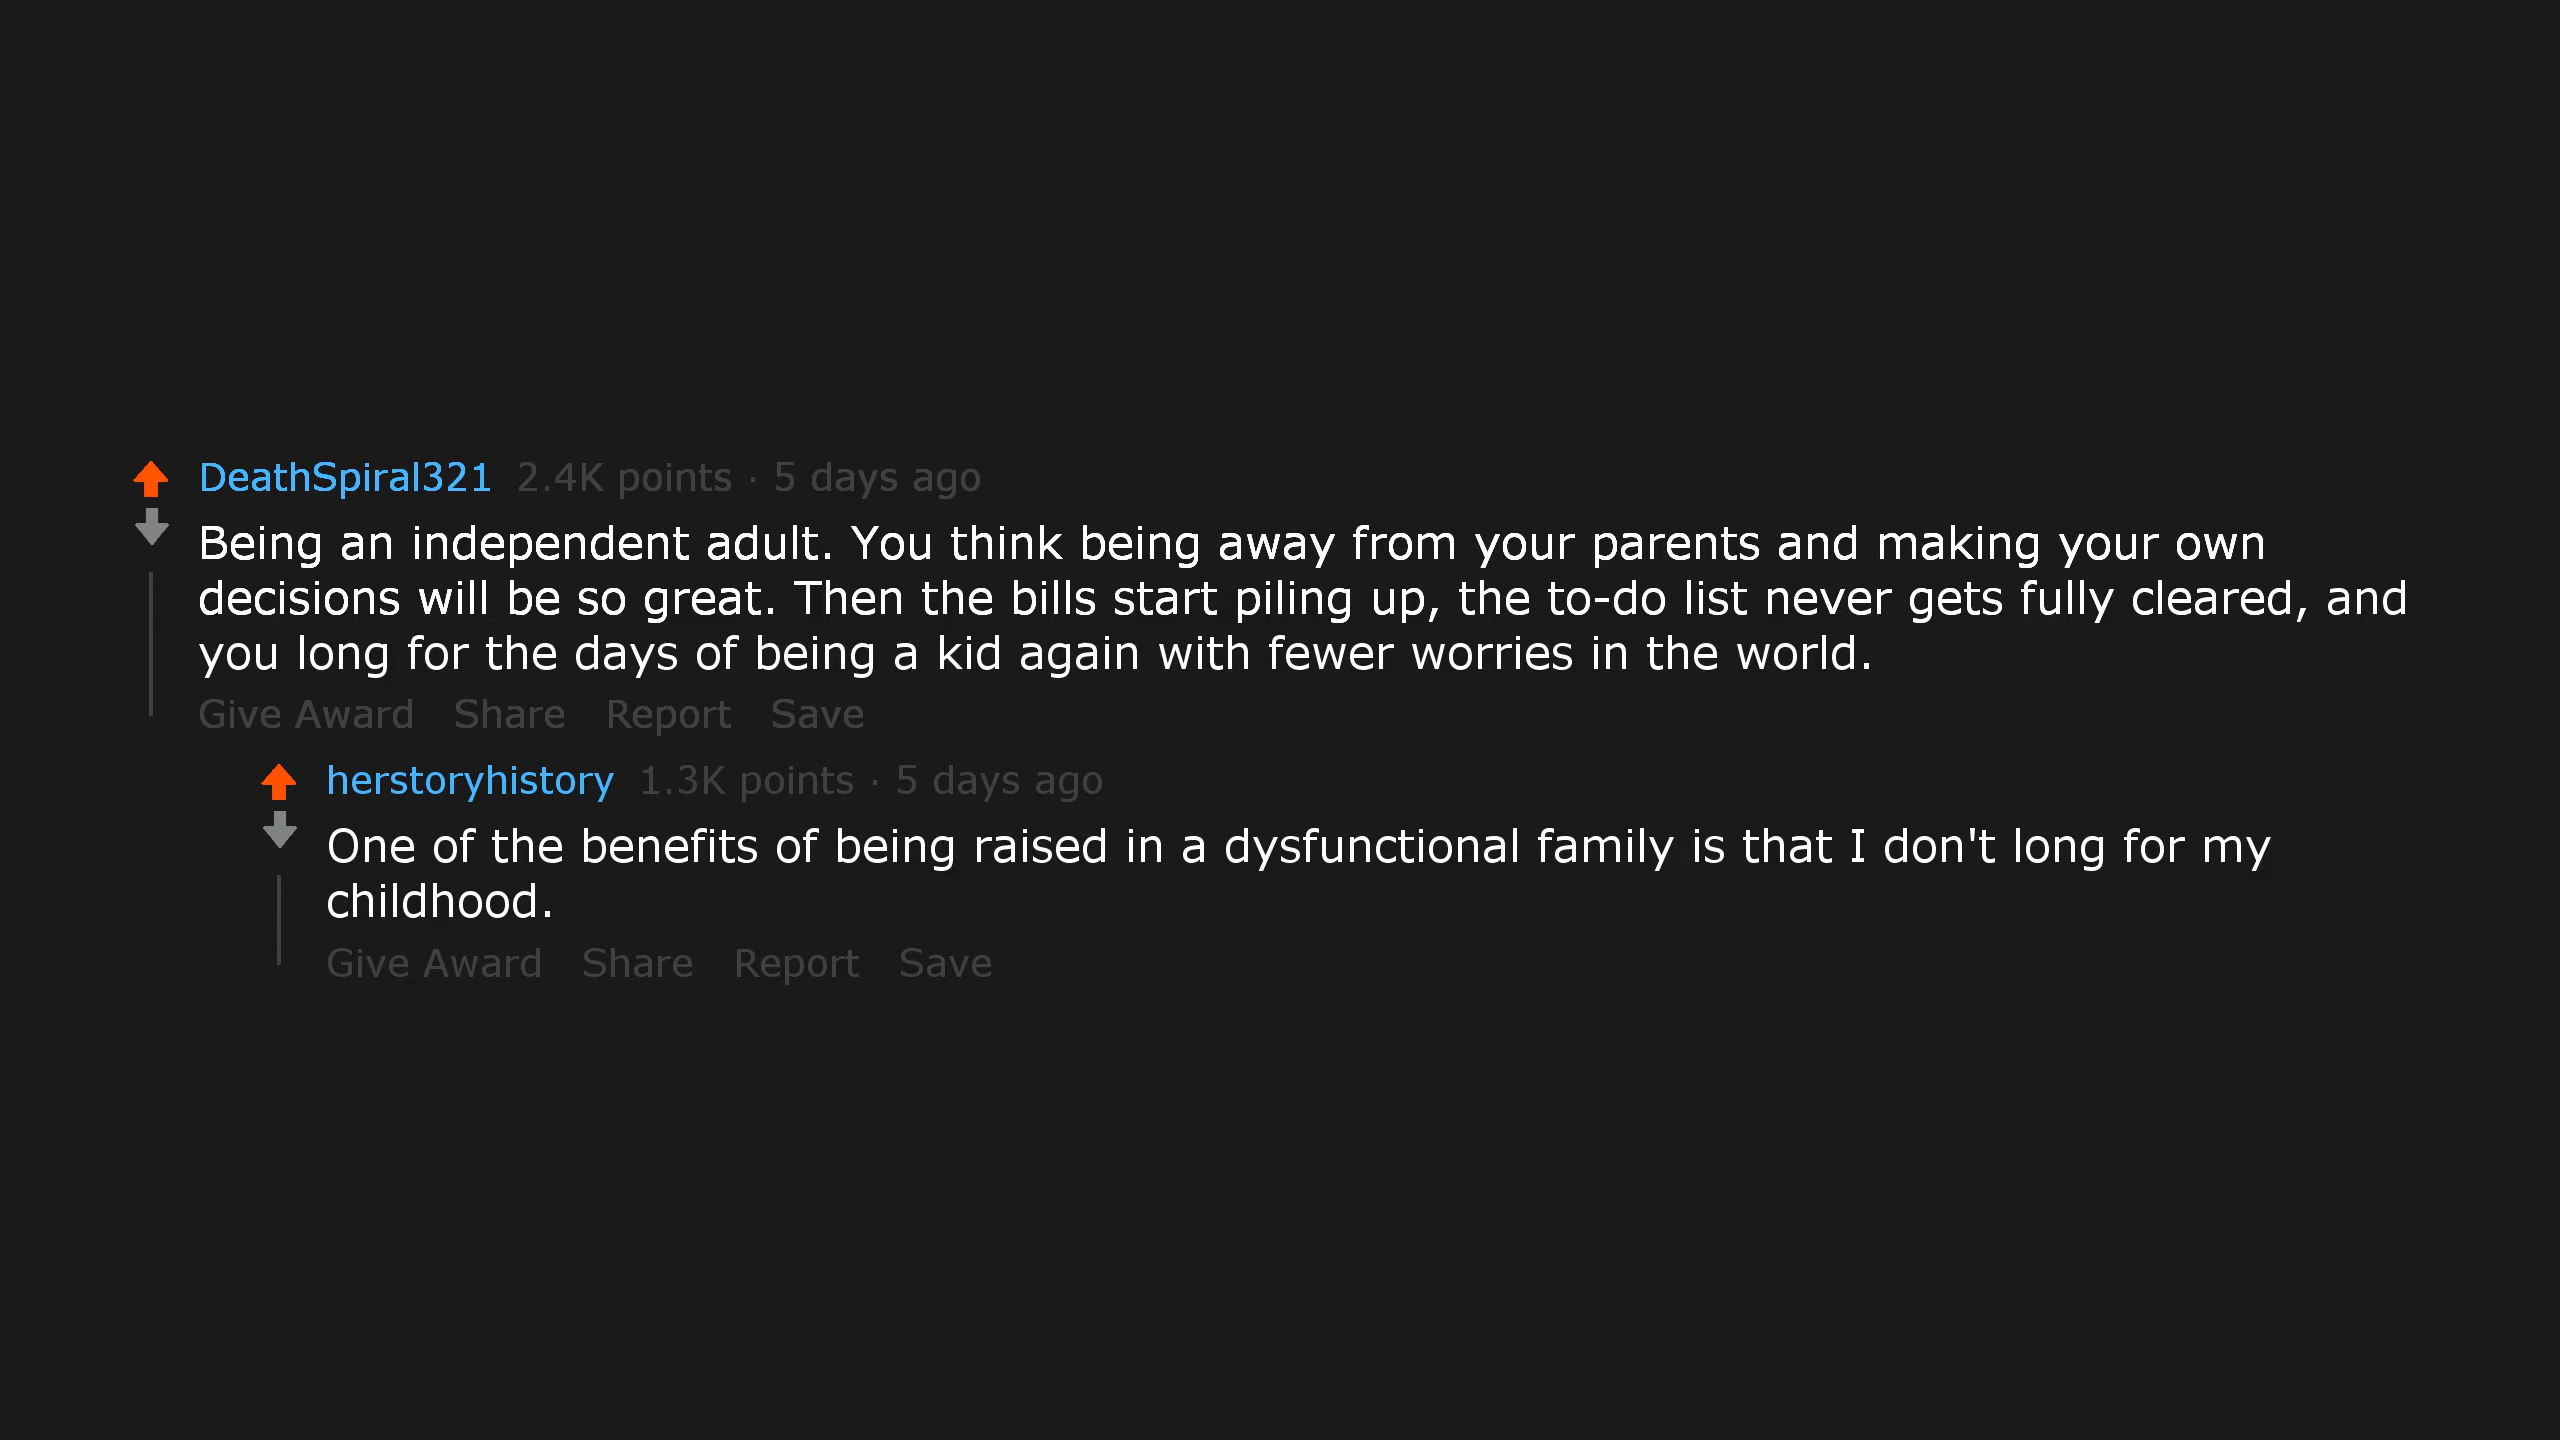 DeathSpiral321 2.4K points · 5 days ago
Being an independent adult. You think being away from your parents and making your own
decisions will be so great. Then the bills start piling up, the to-do list never gets fully cleared, and
you long for the days of being a kid again with fewer worries in the world.
Give Award Share Report Save
herstoryhistory 1.3K points · 5 days ago
One of the benefits of being raised in a dysfunctional family is that I don't long for my
childhood.
Give Award Share Report Save